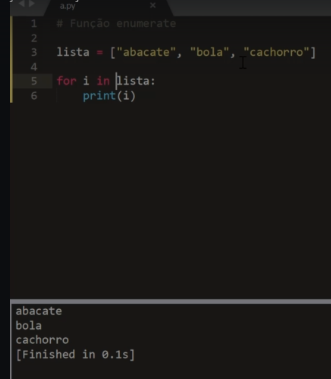 a.py
1 # Função enumerate
2
3 lista = ["abacate", "bola", "cachorro"]
4
5 for i in lista:
6 print(i)
abacate
bola
cachorro
[Finished in 0.1s]